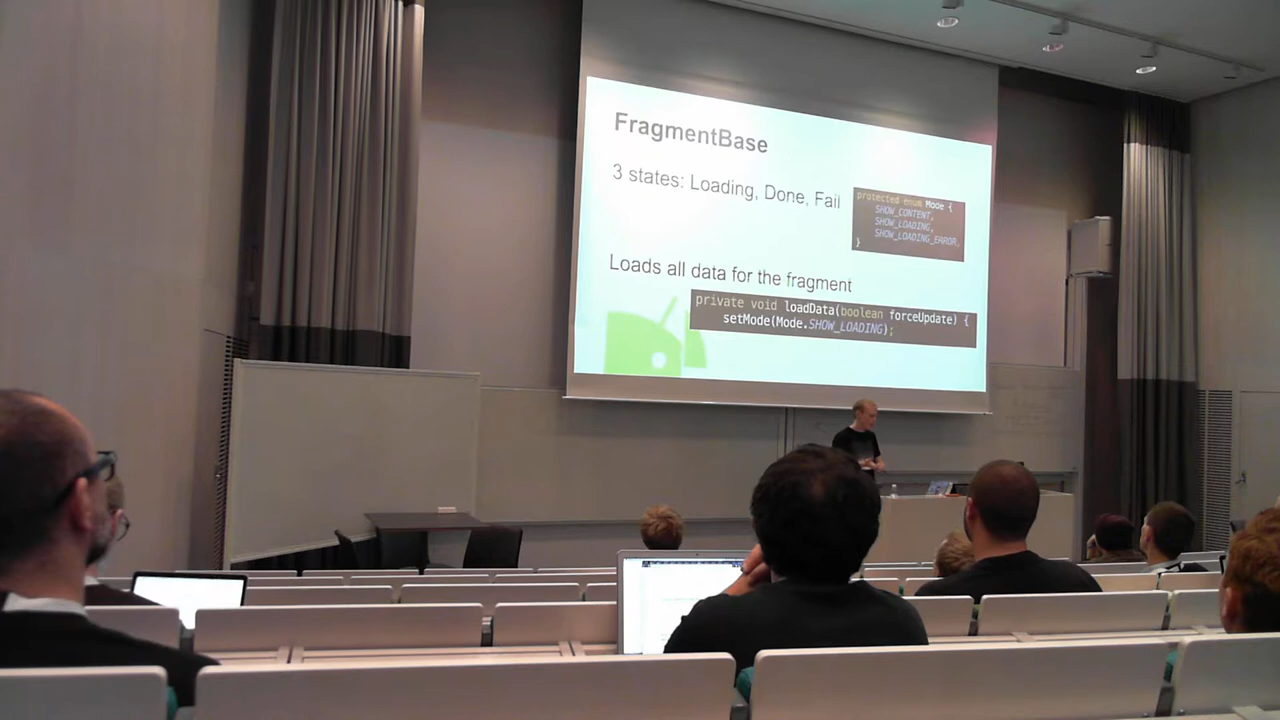 FragmentBase
3 states: Loading, Done, Fail
protected enum Mode {
SHOW_CONTENT,
SHOW_LOADING,
SHOW_LOADING_ERROR,
}
Loads all data for the fragment
private void loadData(boolean forceUpdate) {
setMode(Mode.SHOW_LOADING);